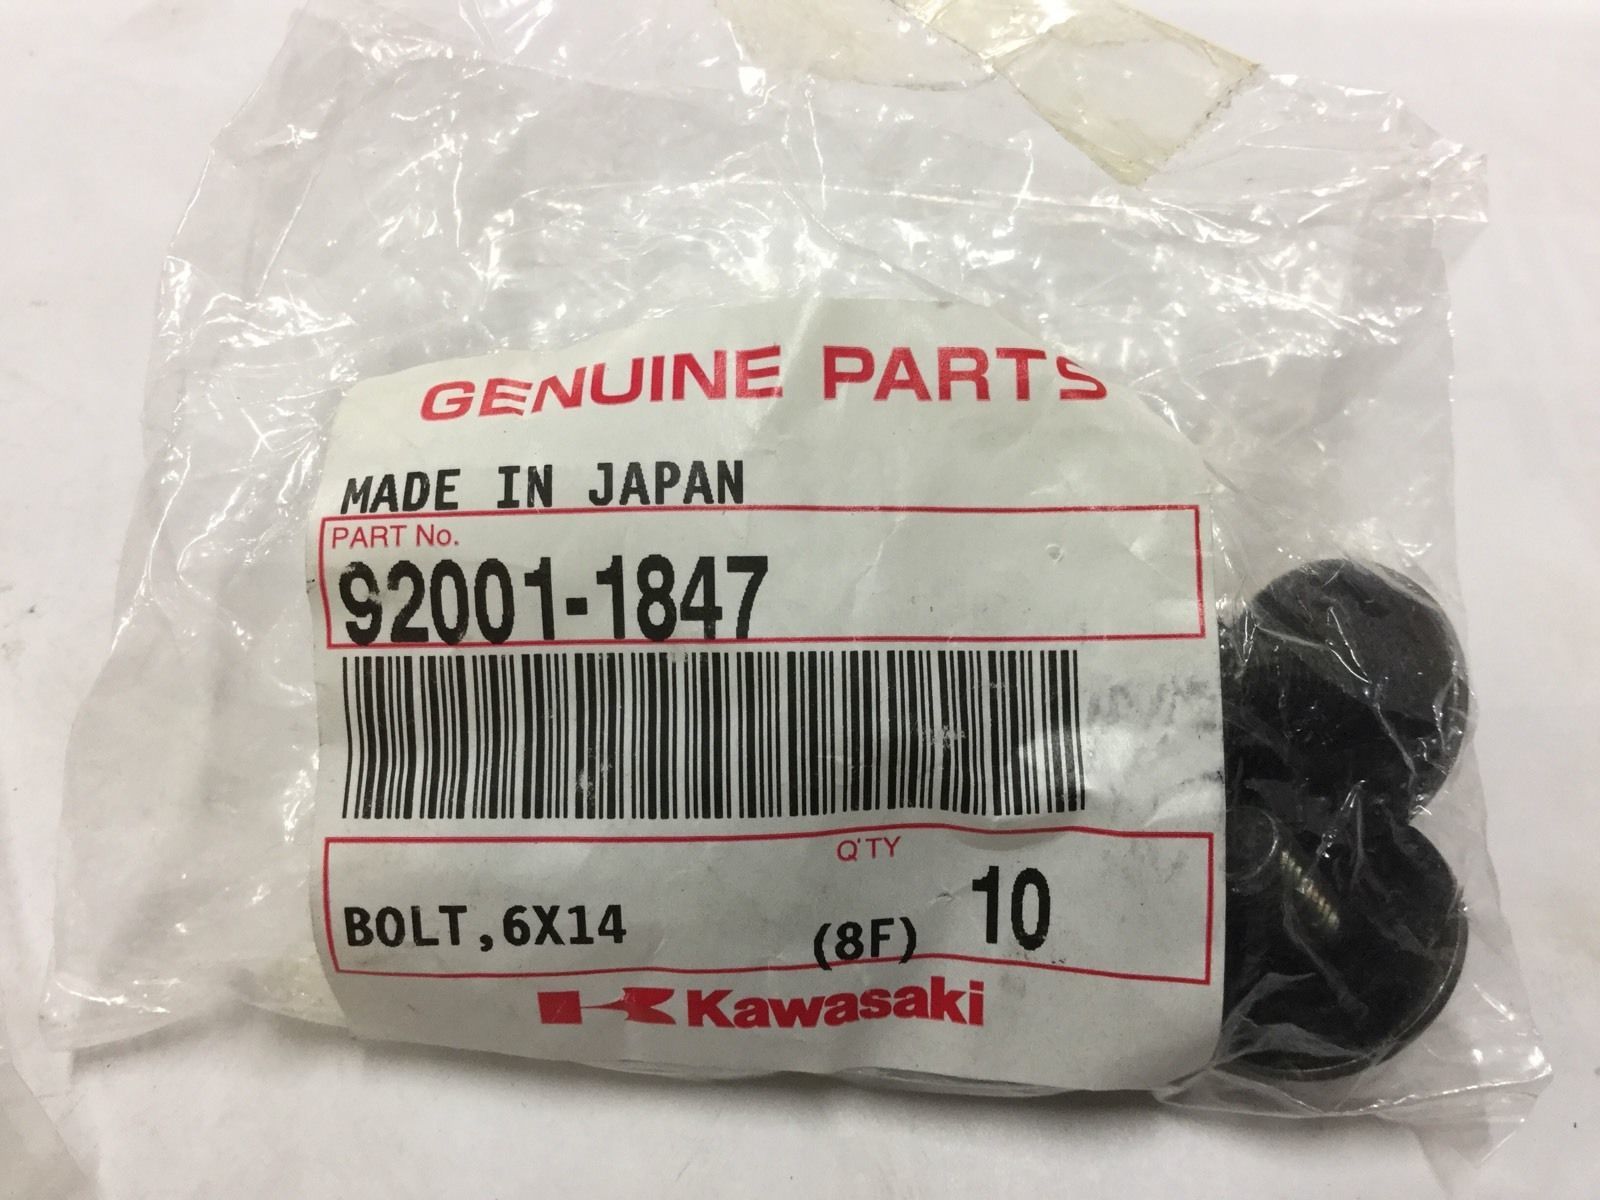 GENUINE PARTS
MADE IN JAPAN
PART No.
92001-1847
Q'TY
BOLT,6X14 (8F) 10
Kawasaki